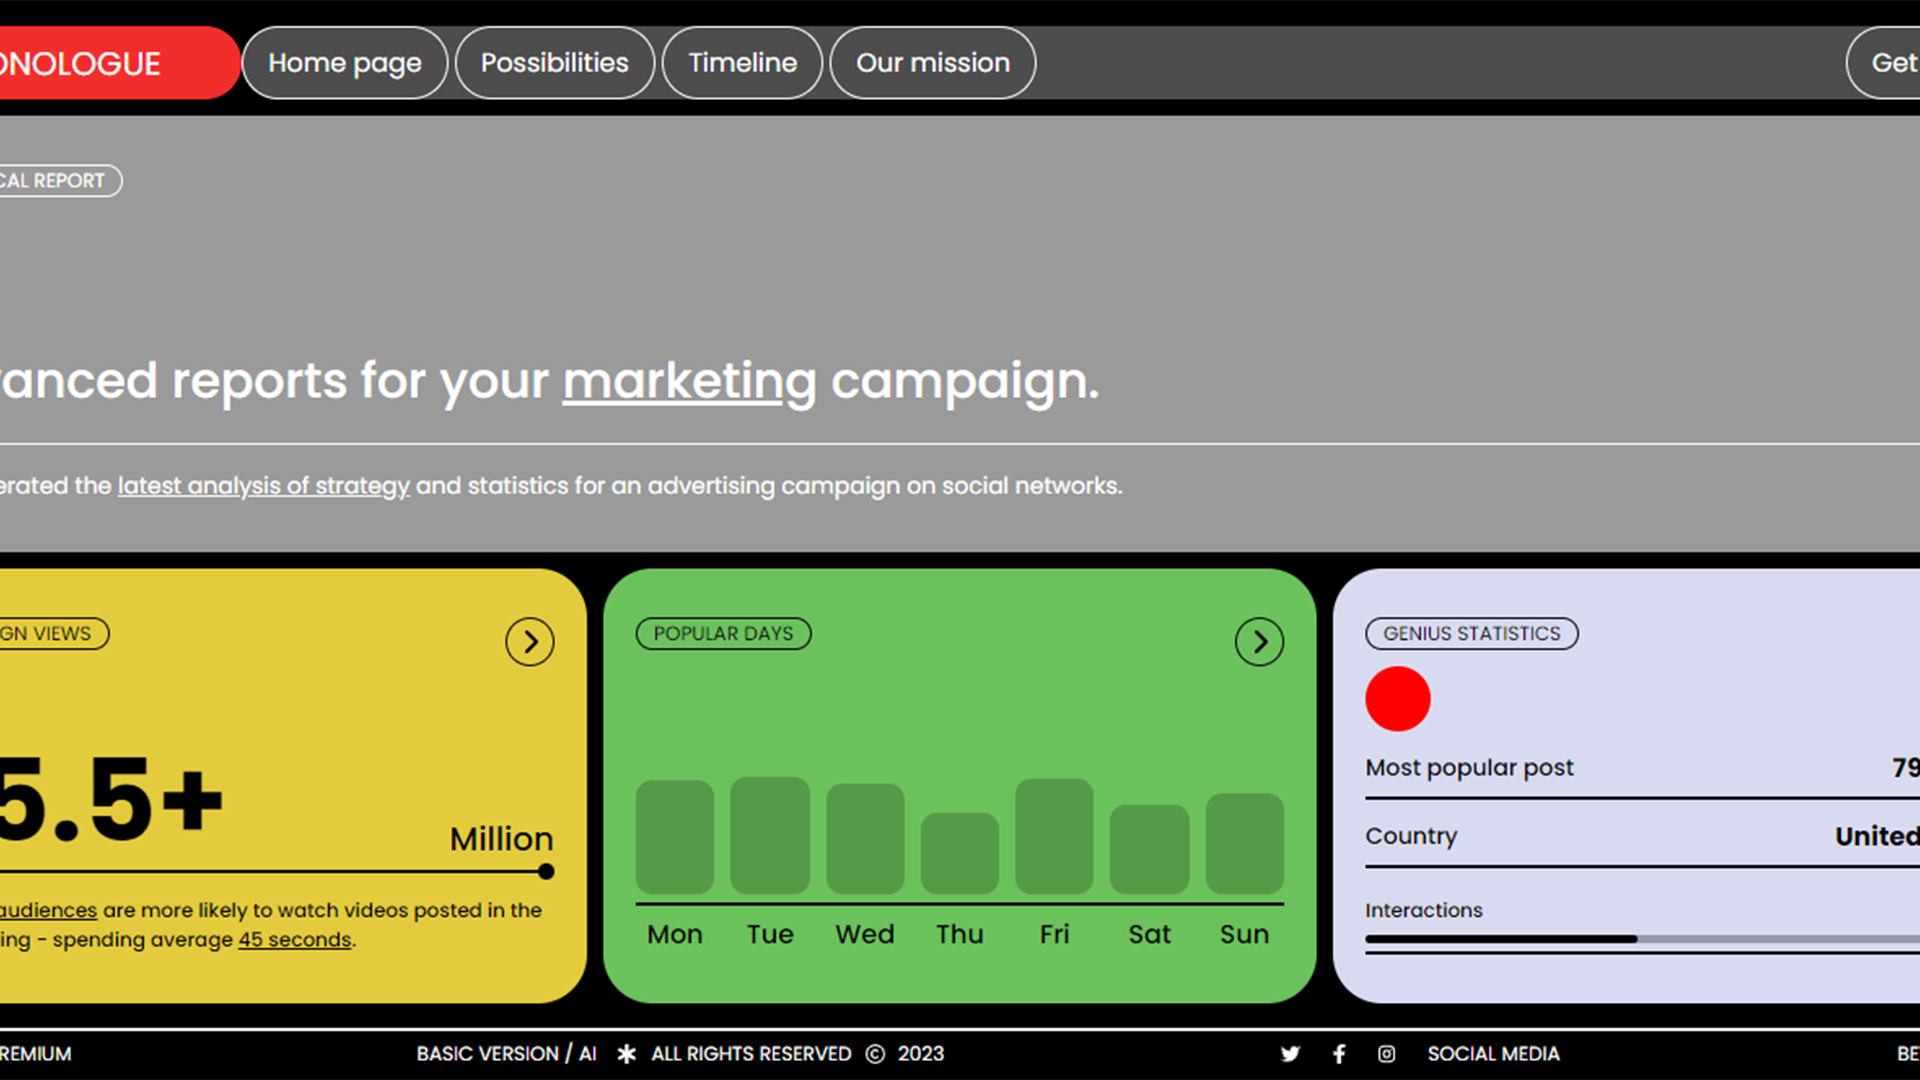 ONOLOGUE Home page Possibilities Timeline Our mission Get
CAL REPORT
vanced reports for your marketing campaign.
erated the latest analysis of strategy and statistics for an advertising campaign on social networks.
GN VIEWS
5.5+
Million
audiences are more likely to watch videos posted in the
ing - spending average 45 seconds.
POPULAR DAYS
Mon Tue Wed Thu Fri Sat Sun
GENIUS STATISTICS
Most popular post 79
Country United
Interactions
REMIUM BASIC VERSION / AI * ALL RIGHTS RESERVED © 2023 SOCIAL MEDIA BE